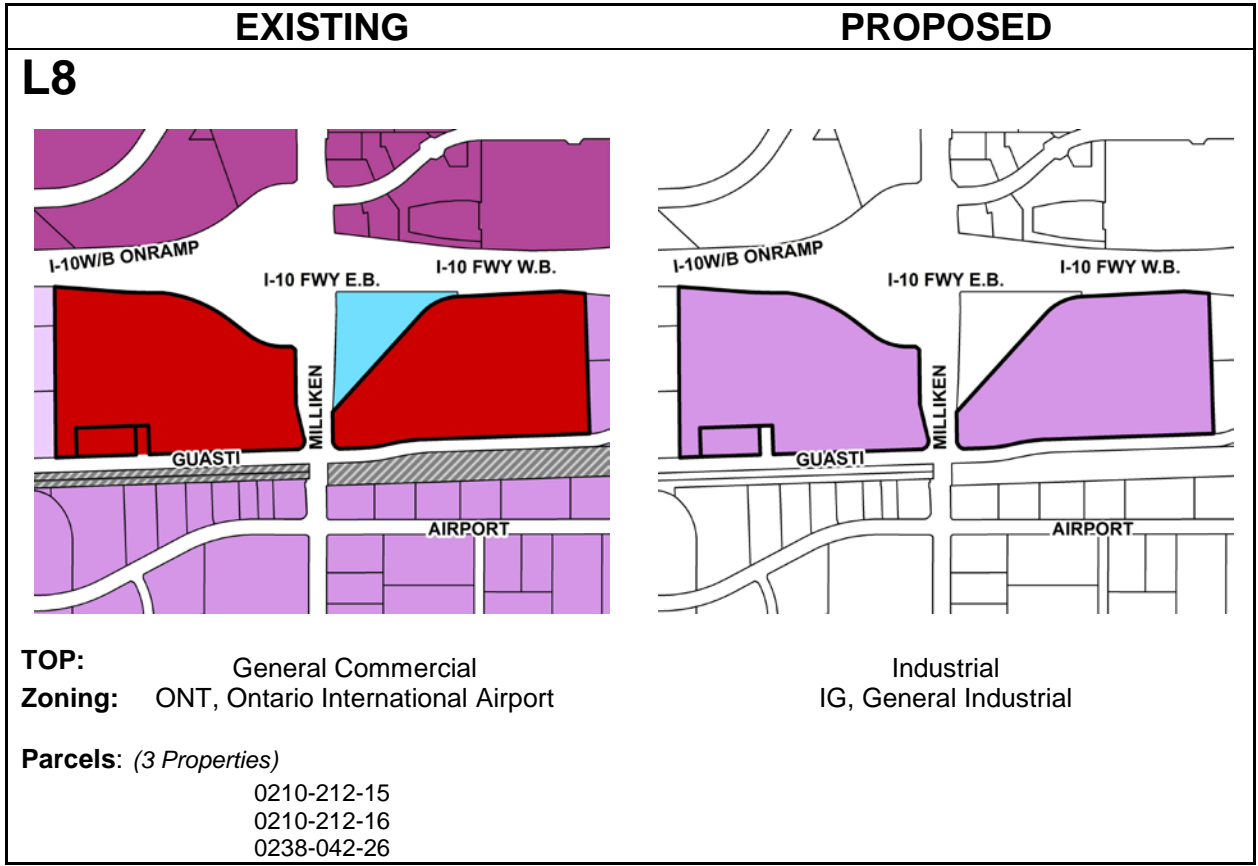 EXISTING PROPOSED
L8
I-10W/B ONRAMP
I-10 FWY W.B.
I-10 FWY E.B.
MILLIKEN
GUASTI
AIRPORT
I-10W/B ONRAMP
I-10 FWY W.B.
I-10 FWY E.B.
MILLIKEN
GUASTI
AIRPORT
TOP: General Commercial Industrial
Zoning: ONT, Ontario International Airport IG, General Industrial
Parcels: (3 Properties)
0210-212-15
0210-212-16
0238-042-26